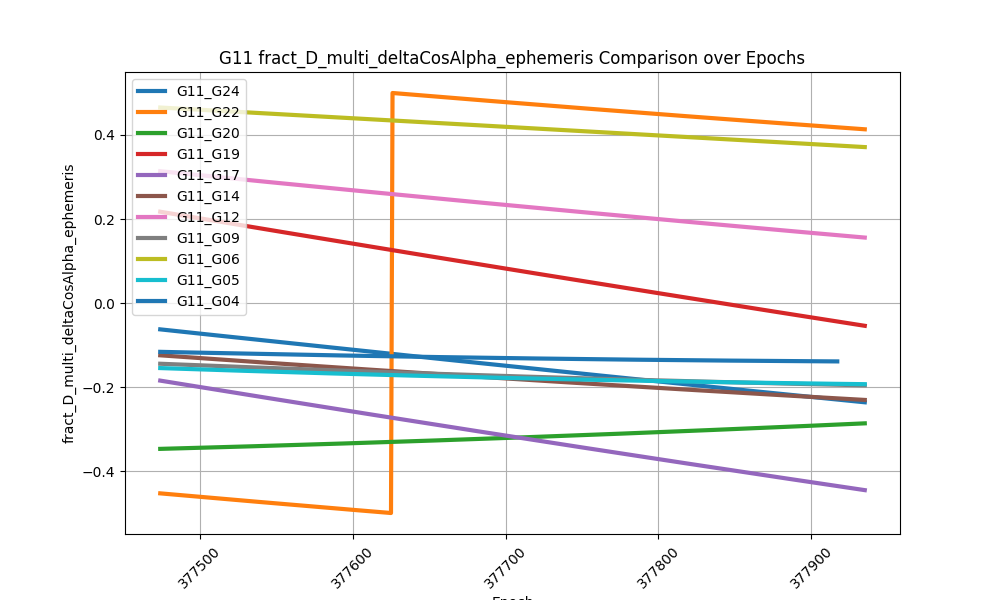 G11 fract_D_multi_deltaCosAlpha_ephemeris Comparison over Epochs
fract_D_multi_deltaCosAlpha_ephemeris
0.4
0.2
0.0
−0.2
−0.4
G11_G24
G11_G22
G11_G20
G11_G19
G11_G17
G11_G14
G11_G12
G11_G09
G11_G06
G11_G05
G11_G04
377500
377600
377700
377800
377900
Epoch